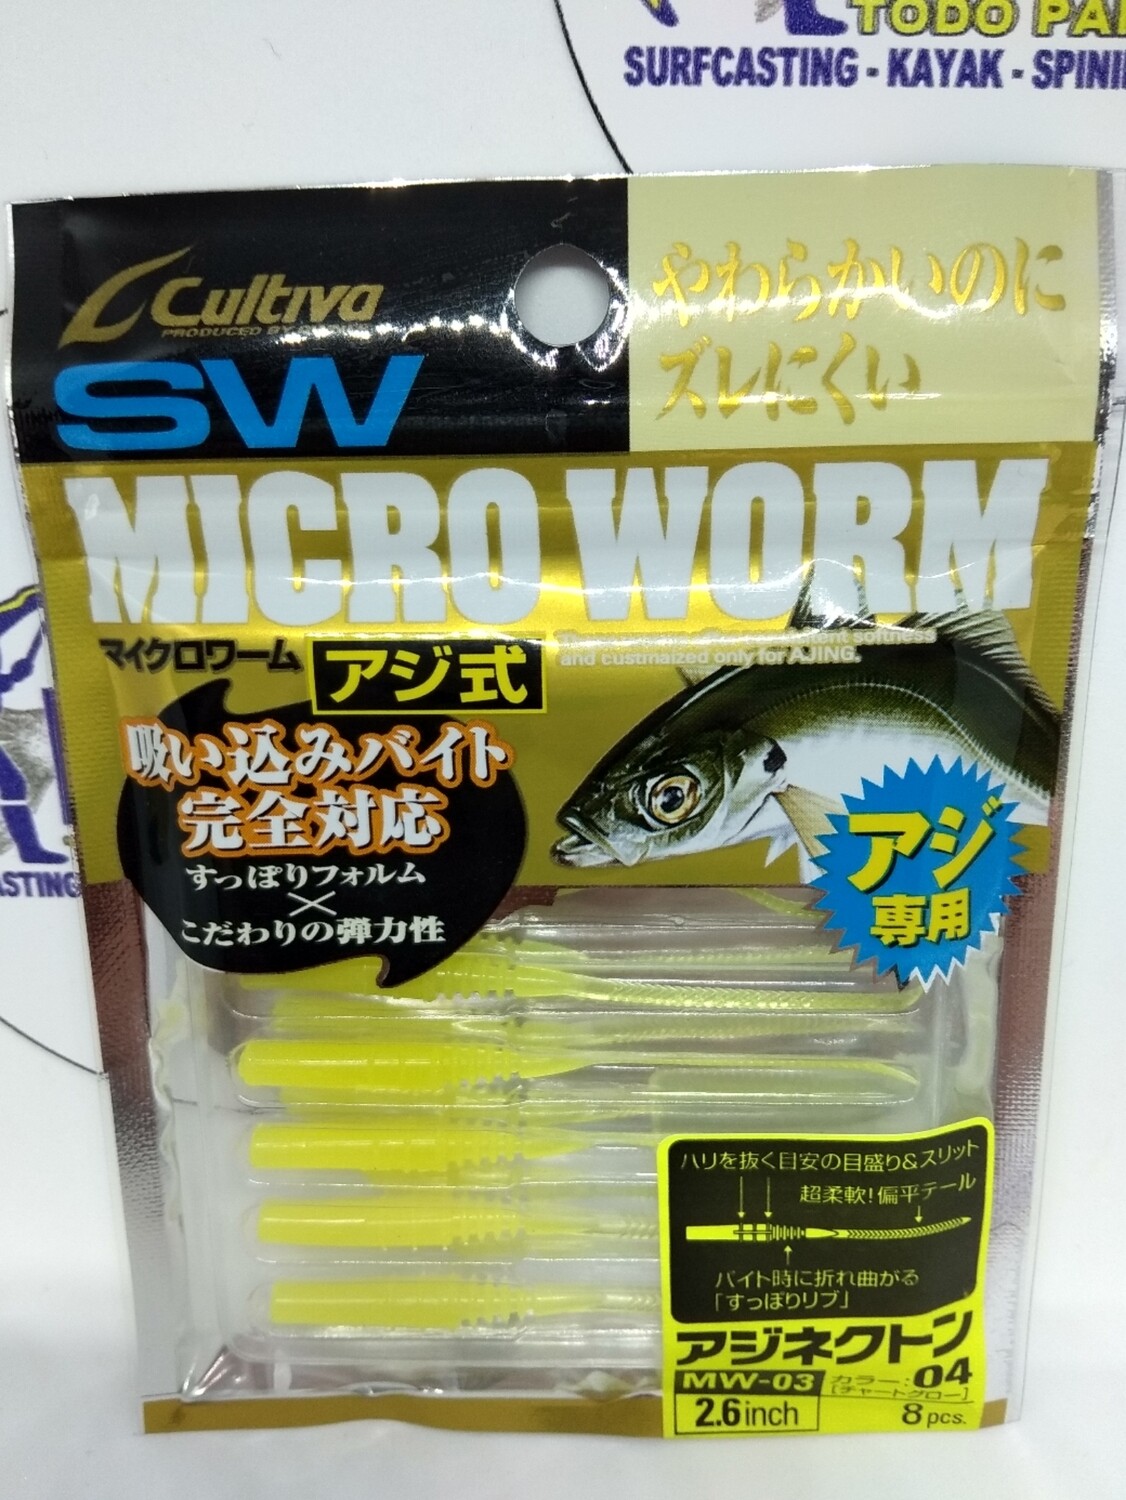 TODO
SURFCASTING - KAYAK -
Cultiva
PRODUCED BY
SW
やわらかいのに
ズレにくい
MICRO WORM
マイクロワーム
アジ式
softness
and custmaized only for AJING.
吸い込みバイト
完全対応
すっぽりフォルム
×
こだわりの弾力性
アジ
専用
ハリを抜く目安の目盛り&スリット
超柔軟!偏平テール
バイト時に折れ曲がる
「すっぽりリブ」
アジネクトン
MW-03 カラー: 04
[チャートグロー]
2.6inch 8pcs.